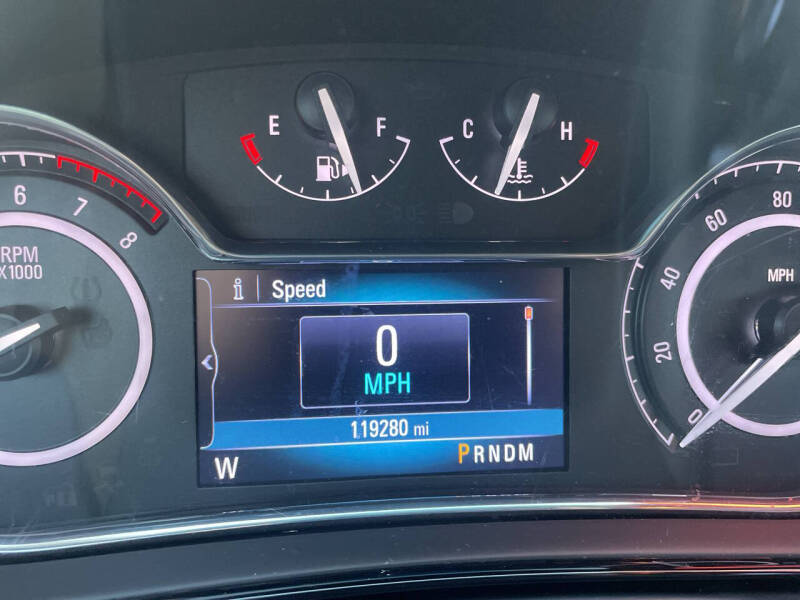 E F
C H
6 7 8
RPM
X1000
i Speed
0
MPH
119280 mi
W
PRNDM
0 20 40 60 80
MPH